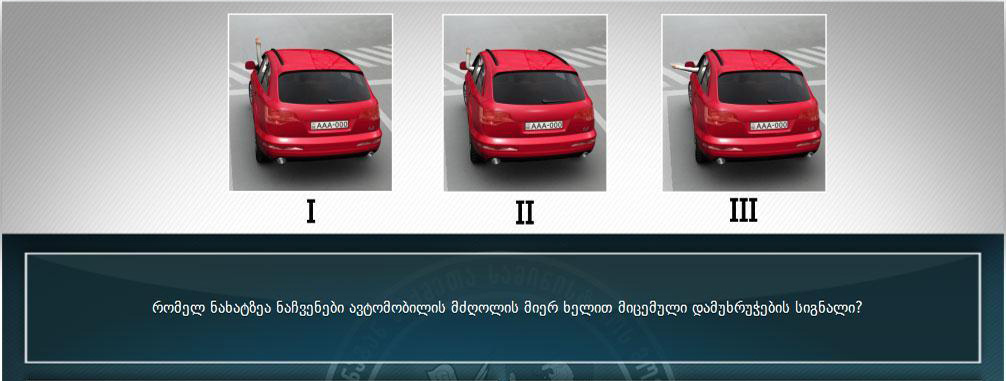 AAA-000 AAA-000 AAA-000
I II III
რომელ ნახატზეა ნაჩვენები ავტომობილის მძღოლის მიერ ხელით მიცემული დამუხრუჭების სიგნალი?